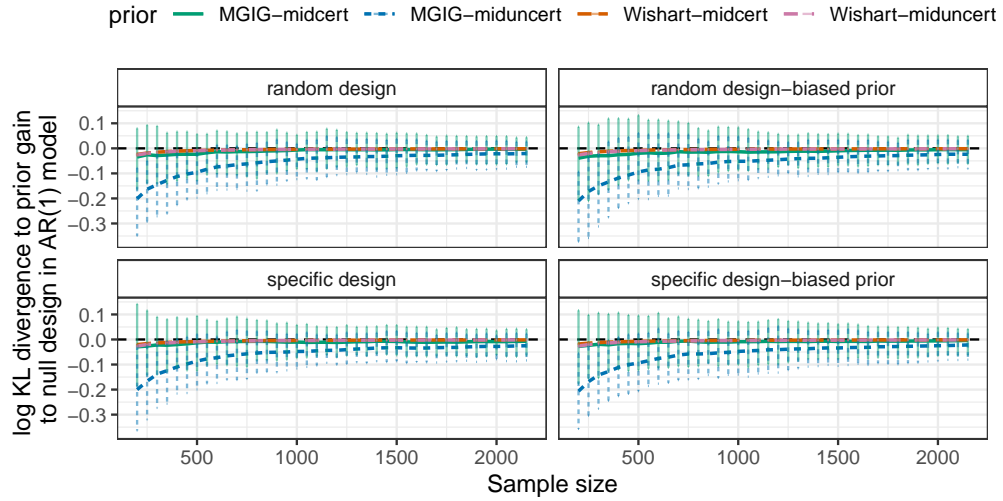 prior MGIG−midcert MGIG−miduncert Wishart−midcert Wishart−miduncert
random design random design−biased prior
0.1
0.0
−0.1
−0.2
−0.3
specific design specific design−biased prior
0.1
0.0
−0.1
−0.2
−0.3
500 1000 1500 2000 500 1000 1500 2000
Sample size
log KL divergence to prior gain
to null design in AR(1) model